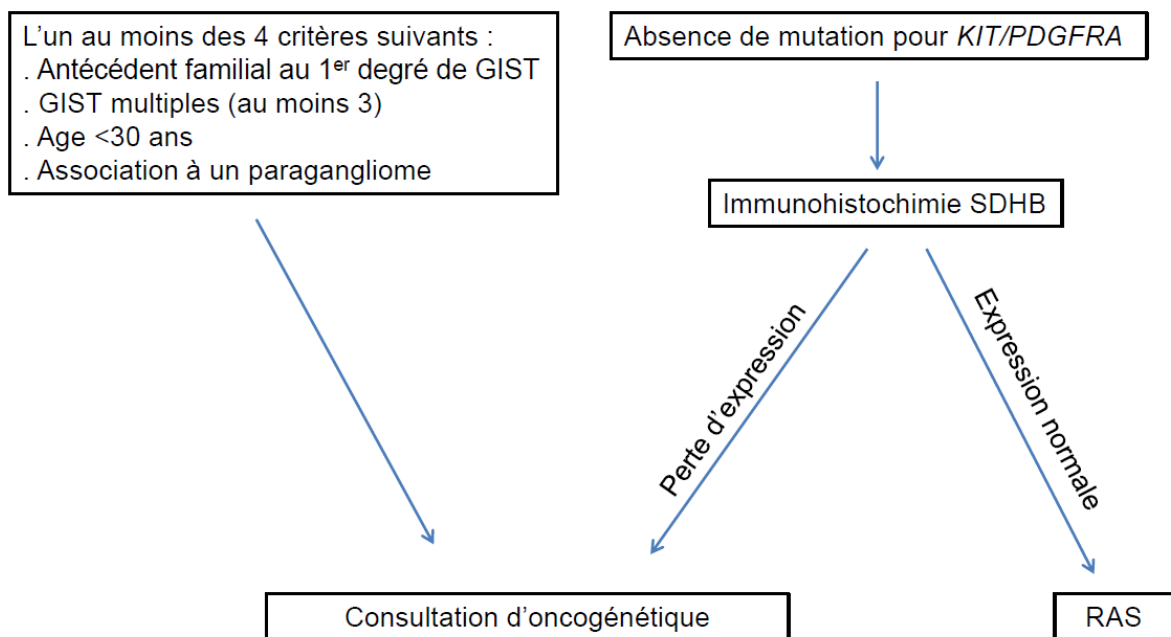 L'un au moins des 4 critères suivants :
. Antécédent familial au 1er degré de GIST
. GIST multiples (au moins 3)
. Age <30 ans
. Association à un paragangliome
Absence de mutation pour KIT/PDGFRA
Immunohistochimie SDHB
Perte d'expression
Expression normale
Consultation d'oncogénétique
RAS